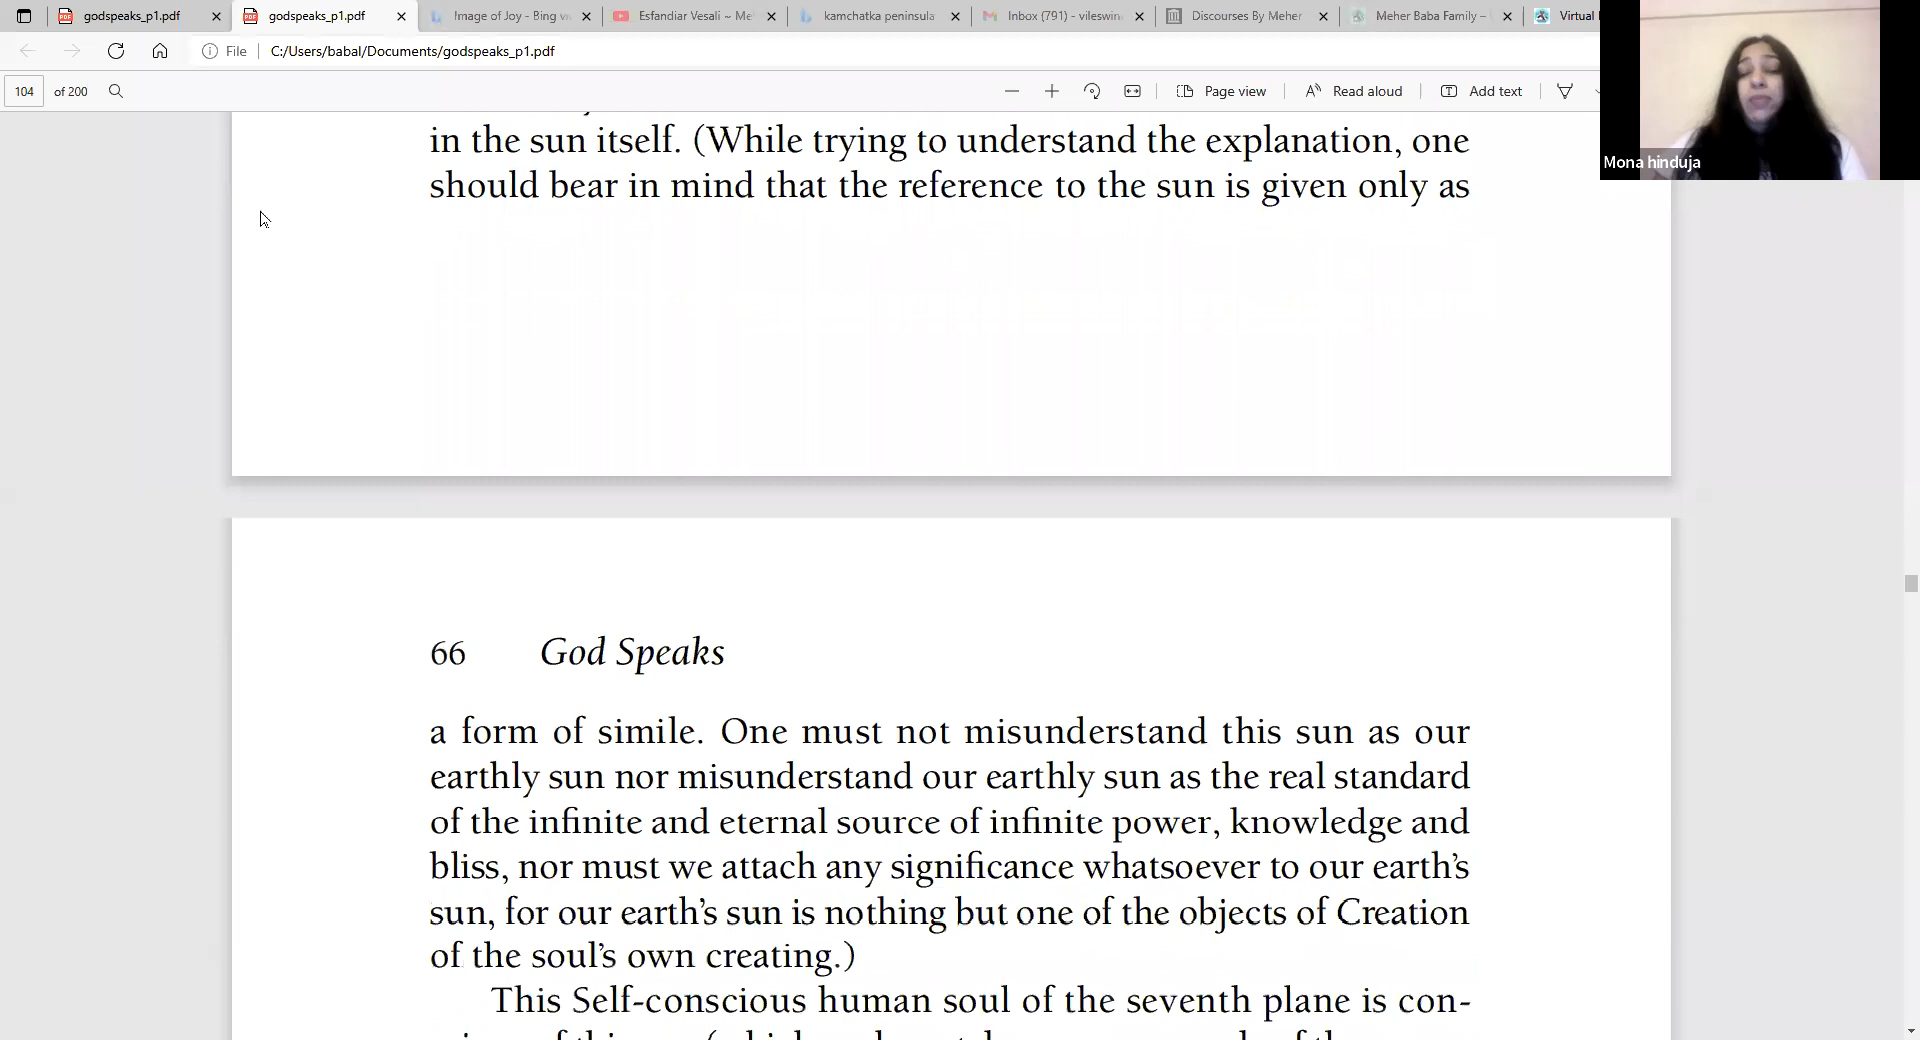 godspeaks_p1.pdf
godspeaks_p1.pdf
Image of Joy - Bing vi
Esfandiar Vesali ~ Me
kamchatka peninsula
Inbox (791) - vileswin
Discourses By Meher
Meher Baba Family –
Virtual
File
C:/Users/babal/Documents/godspeaks_p1.pdf
104
of 200
Page view
Read aloud
Add text
Mona hinduja
in the sun itself. (While trying to understand the explanation, one
should bear in mind that the reference to the sun is given only as
66 God Speaks
a form of simile. One must not misunderstand this sun as our
earthly sun nor misunderstand our earthly sun as the real standard
of the infinite and eternal source of infinite power, knowledge and
bliss, nor must we attach any significance whatsoever to our earth's
sun, for our earth's sun is nothing but one of the objects of Creation
of the soul's own creating.)
This Self-conscious human soul of the seventh plane is con-